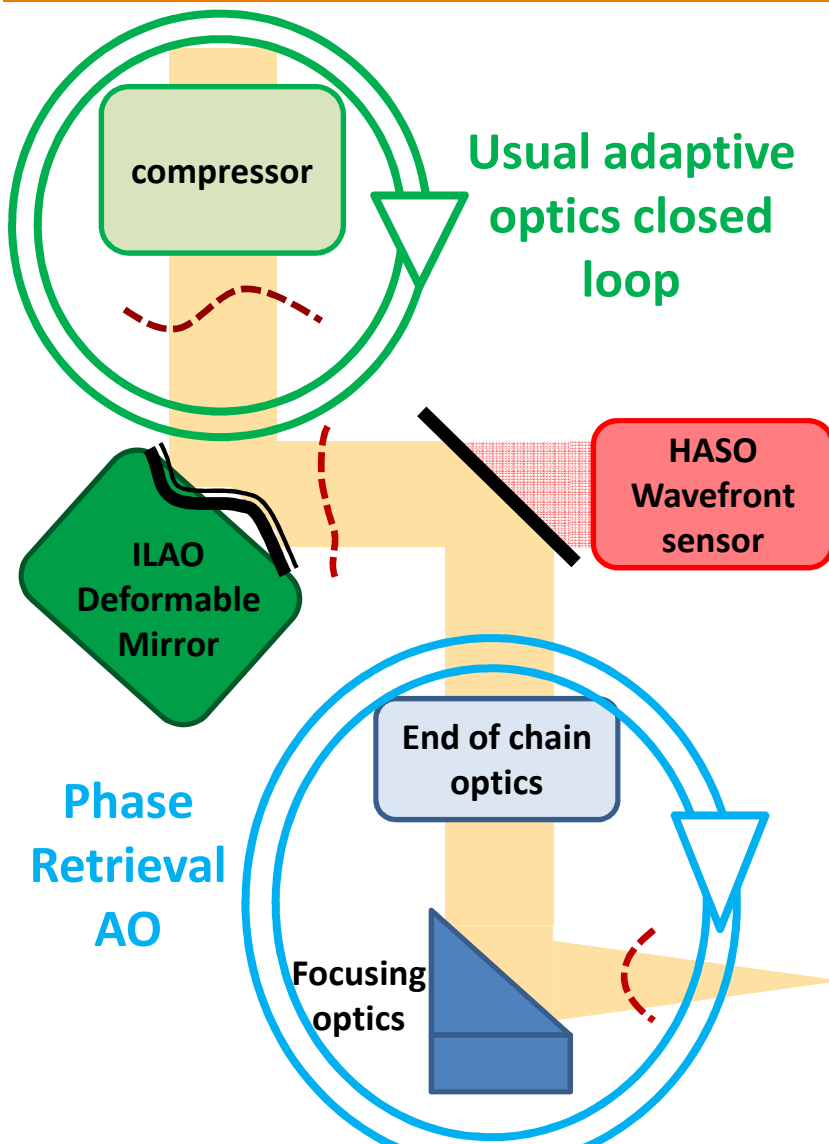 compressor
Usual adaptive
optics closed
loop
HASO
Wavefront
sensor
ILAO
Deformable
Mirror
End of chain
optics
Phase
Retrieval
AO
Focusing
optics